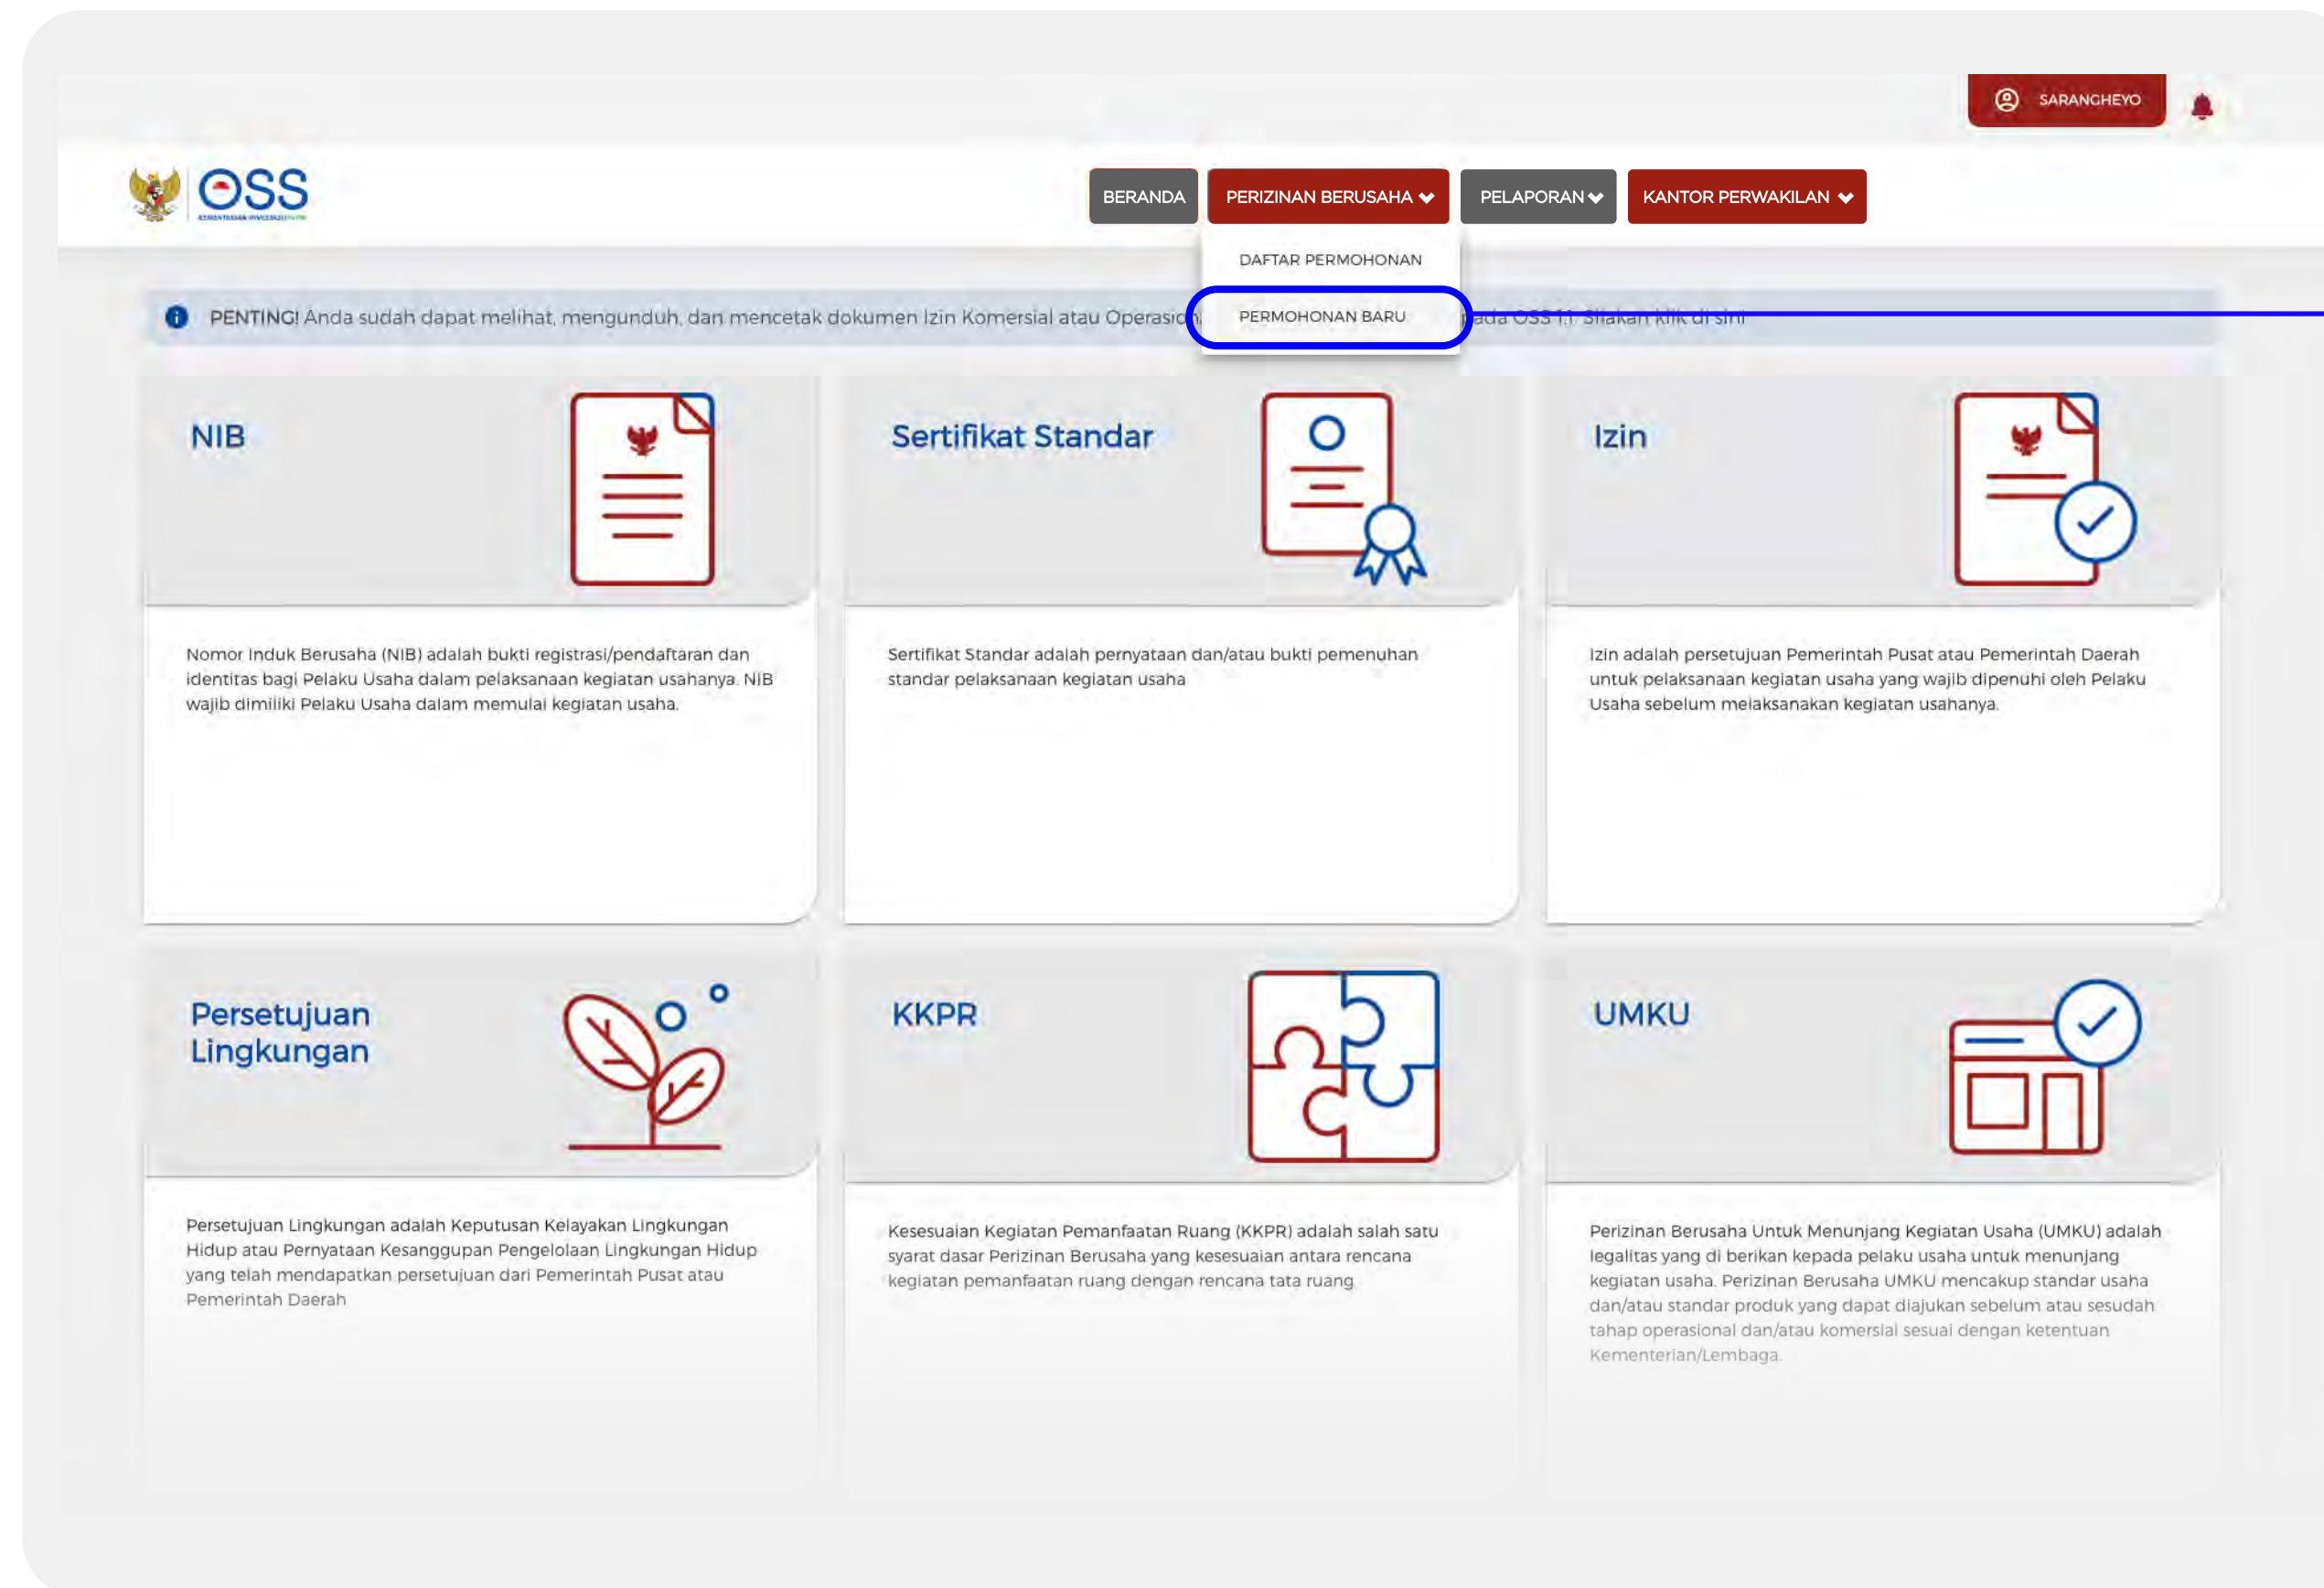 SARANGHEYO
OSS
KEMENTERIAN INVESTASI/BKPM
BERANDA
PERIZINAN BERUSAHA
PELAPORAN
KANTOR PERWAKILAN
DAFTAR PERMOHONAN
PERMOHONAN BARU
PENTING! Anda sudah dapat melihat, mengunduh, dan mencetak dokumen Izin Komersial atau pada OSS 1.1. Silakan klik di sini
NIB
Nomor Induk Berusaha (NIB) adalah bukti registrasi/pendaftaran dan
identitas bagi Pelaku Usaha dalam pelaksanaan kegiatan usahanya. NIB
wajib dimiliki Pelaku Usaha dalam memulai kegiatan usaha.
Sertifikat Standar
Sertifikat Standar adalah pernyataan dan/atau bukti pemenuhan
standar pelaksanaan kegiatan usaha
Izin
Izin adalah persetujuan Pemerintah Pusat atau Pemerintah Daerah
untuk pelaksanaan kegiatan usaha yang wajib dipenuhi oleh Pelaku
Usaha sebelum melaksanakan kegiatan usahanya.
Persetujuan
Lingkungan
Persetujuan Lingkungan adalah Keputusan Kelayakan Lingkungan
Hidup atau Pernyataan Kesanggupan Pengelolaan Lingkungan Hidup
yang telah mendapatkan persetujuan dari Pemerintah Pusat atau
Pemerintah Daerah
KKPR
Kesesuaian Kegiatan Pemanfaatan Ruang (KKPR) adalah salah satu
syarat dasar Perizinan Berusaha yang kesesuaian antara rencana
kegiatan pemanfaatan ruang dengan rencana tata ruang
UMKU
Perizinan Berusaha Untuk Menunjang Kegiatan Usaha (UMKU) adalah
legalitas yang di berikan kepada pelaku usaha untuk menunjang
kegiatan usaha. Perizinan Berusaha UMKU mencakup standar usaha
dan/atau standar produk yang dapat diajukan sebelum atau sesudah
tahap operasional dan/atau komersial sesuai dengan ketentuan
Kementerian/Lembaga.